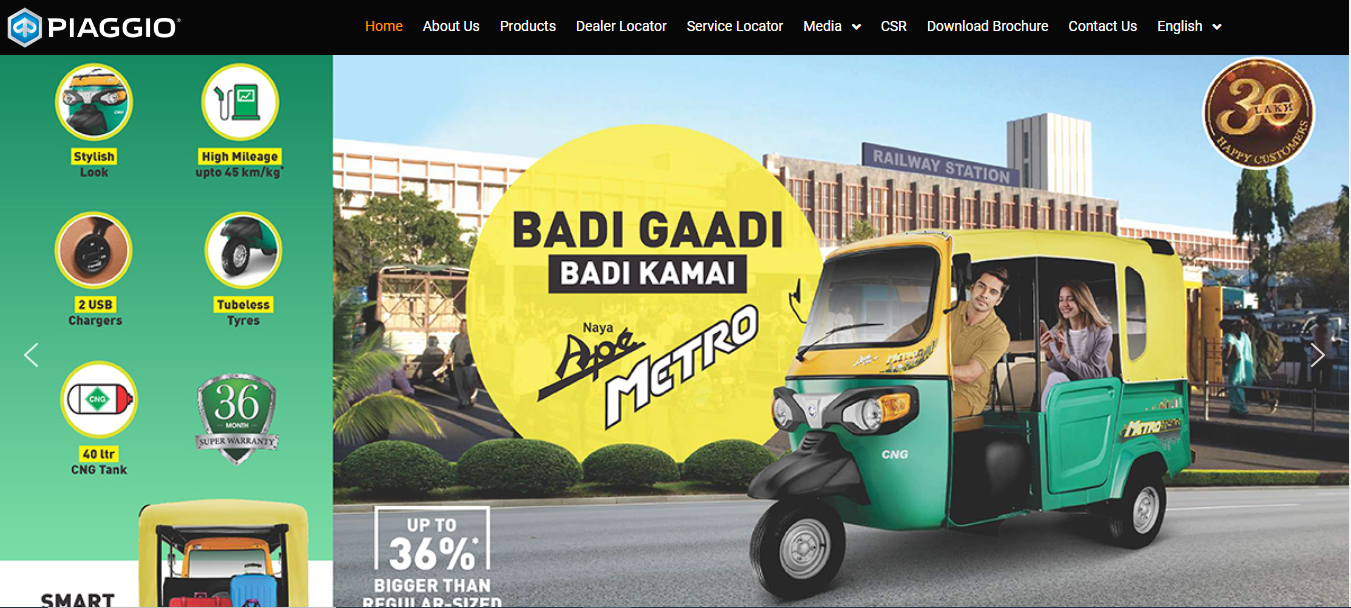 PIAGGIO
Home
About Us
Products
Dealer Locator
Service Locator
Media
CSR
Download Brochure
Contact Us
English
Stylish
Look
High Mileage
upto 45 km/kg*
2 USB
Chargers
Tubeless
Tyres
CNG
40 ltr
CNG Tank
36
MONTH
SUPER WARRANTY
SMART
RAILWAY STATION
30
LAKH
HAPPY CUSTOMERS
BADI GAADI
BADI KAMAI
Naya
Apé
METRO
CNG
METRO
UP TO
36%*
BIGGER THAN
REGULAR-SIZED